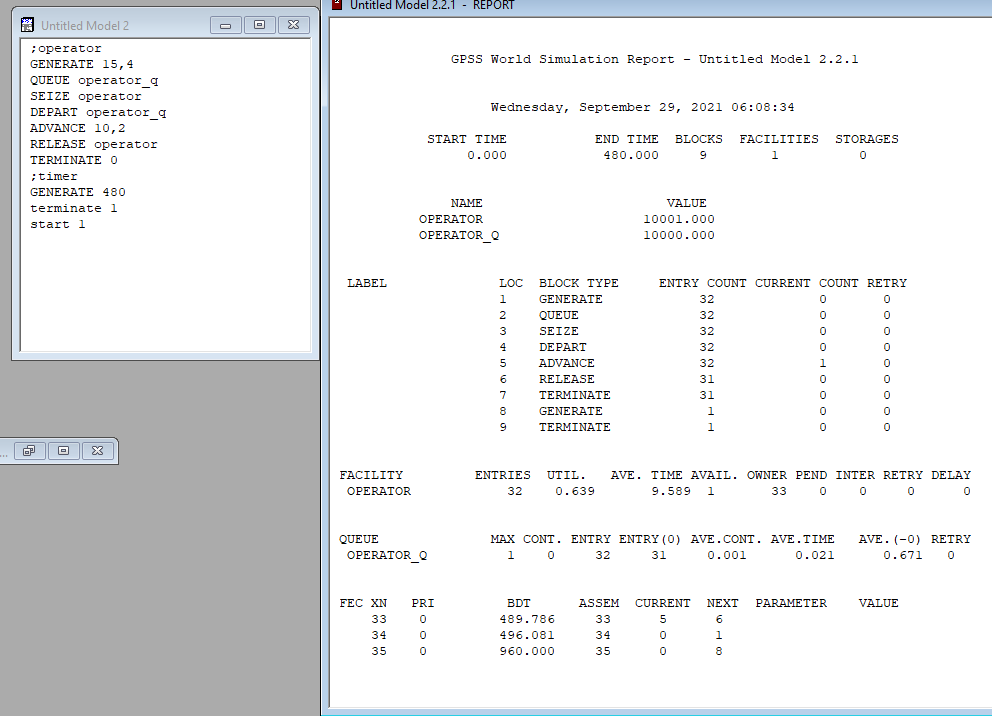 Untitled Model 2
;operator
GENERATE 15,4
QUEUE operator_q
SEIZE operator
DEPART operator_q
ADVANCE 10,2
RELEASE operator
TERMINATE 0
;timer
GENERATE 480
terminate 1
start 1
...
Untitled Model 2.2.1 - REPORT
GPSS World Simulation Report - Untitled Model 2.2.1
Wednesday, September 29, 2021 06:08:34
START TIME END TIME BLOCKS FACILITIES STORAGES
0.000 480.000 9 1 0
NAME VALUE
OPERATOR 10001.000
OPERATOR_Q 10000.000
LABEL LOC BLOCK TYPE ENTRY COUNT CURRENT COUNT RETRY
1 GENERATE 32 0 0
2 QUEUE 32 0 0
3 SEIZE 32 0 0
4 DEPART 32 0 0
5 ADVANCE 32 1 0
6 RELEASE 31 0 0
7 TERMINATE 31 0 0
8 GENERATE 1 0 0
9 TERMINATE 1 0 0
FACILITY ENTRIES UTIL. AVE. TIME AVAIL. OWNER PEND INTER RETRY DELAY
OPERATOR 32 0.639 9.589 1 33 0 0 0 0
QUEUE MAX CONT. ENTRY ENTRY(0) AVE.CONT. AVE.TIME AVE.(-0) RETRY
OPERATOR_Q 1 0 32 31 0.001 0.021 0.671 0
FEC XN PRI BDT ASSEM CURRENT NEXT PARAMETER VALUE
33 0 489.786 33 5 6
34 0 496.081 34 0 1
35 0 960.000 35 0 8